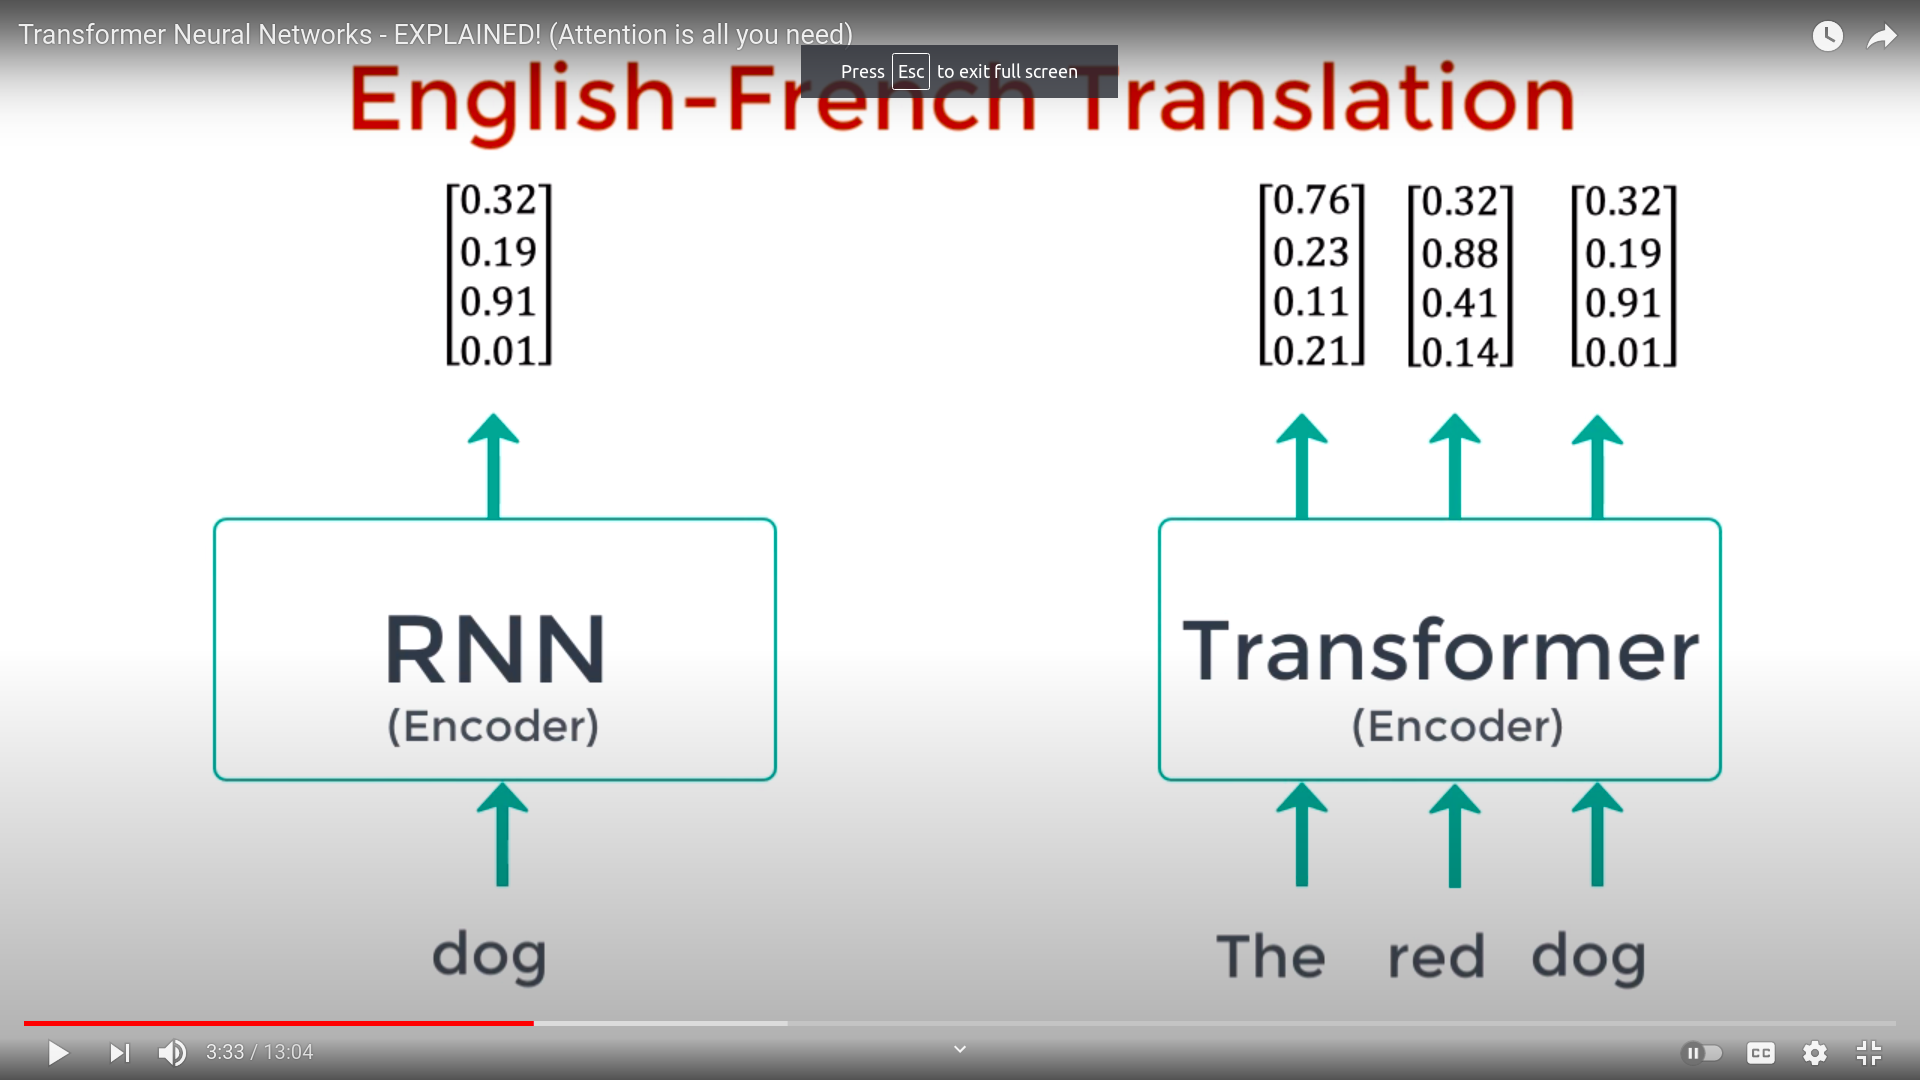 Transformer Neural Networks - EXPLAINED! (Attention is all you need)
Press Esc to exit full screen
English-French Translation
0.32
0.19
0.91
0.01
0.76 0.32 0.32
0.23 0.88 0.19
0.11 0.41 0.91
0.21 0.14 0.01
RNN
(Encoder)
Transformer
(Encoder)
dog
The red dog
3:33 / 13:04
CC